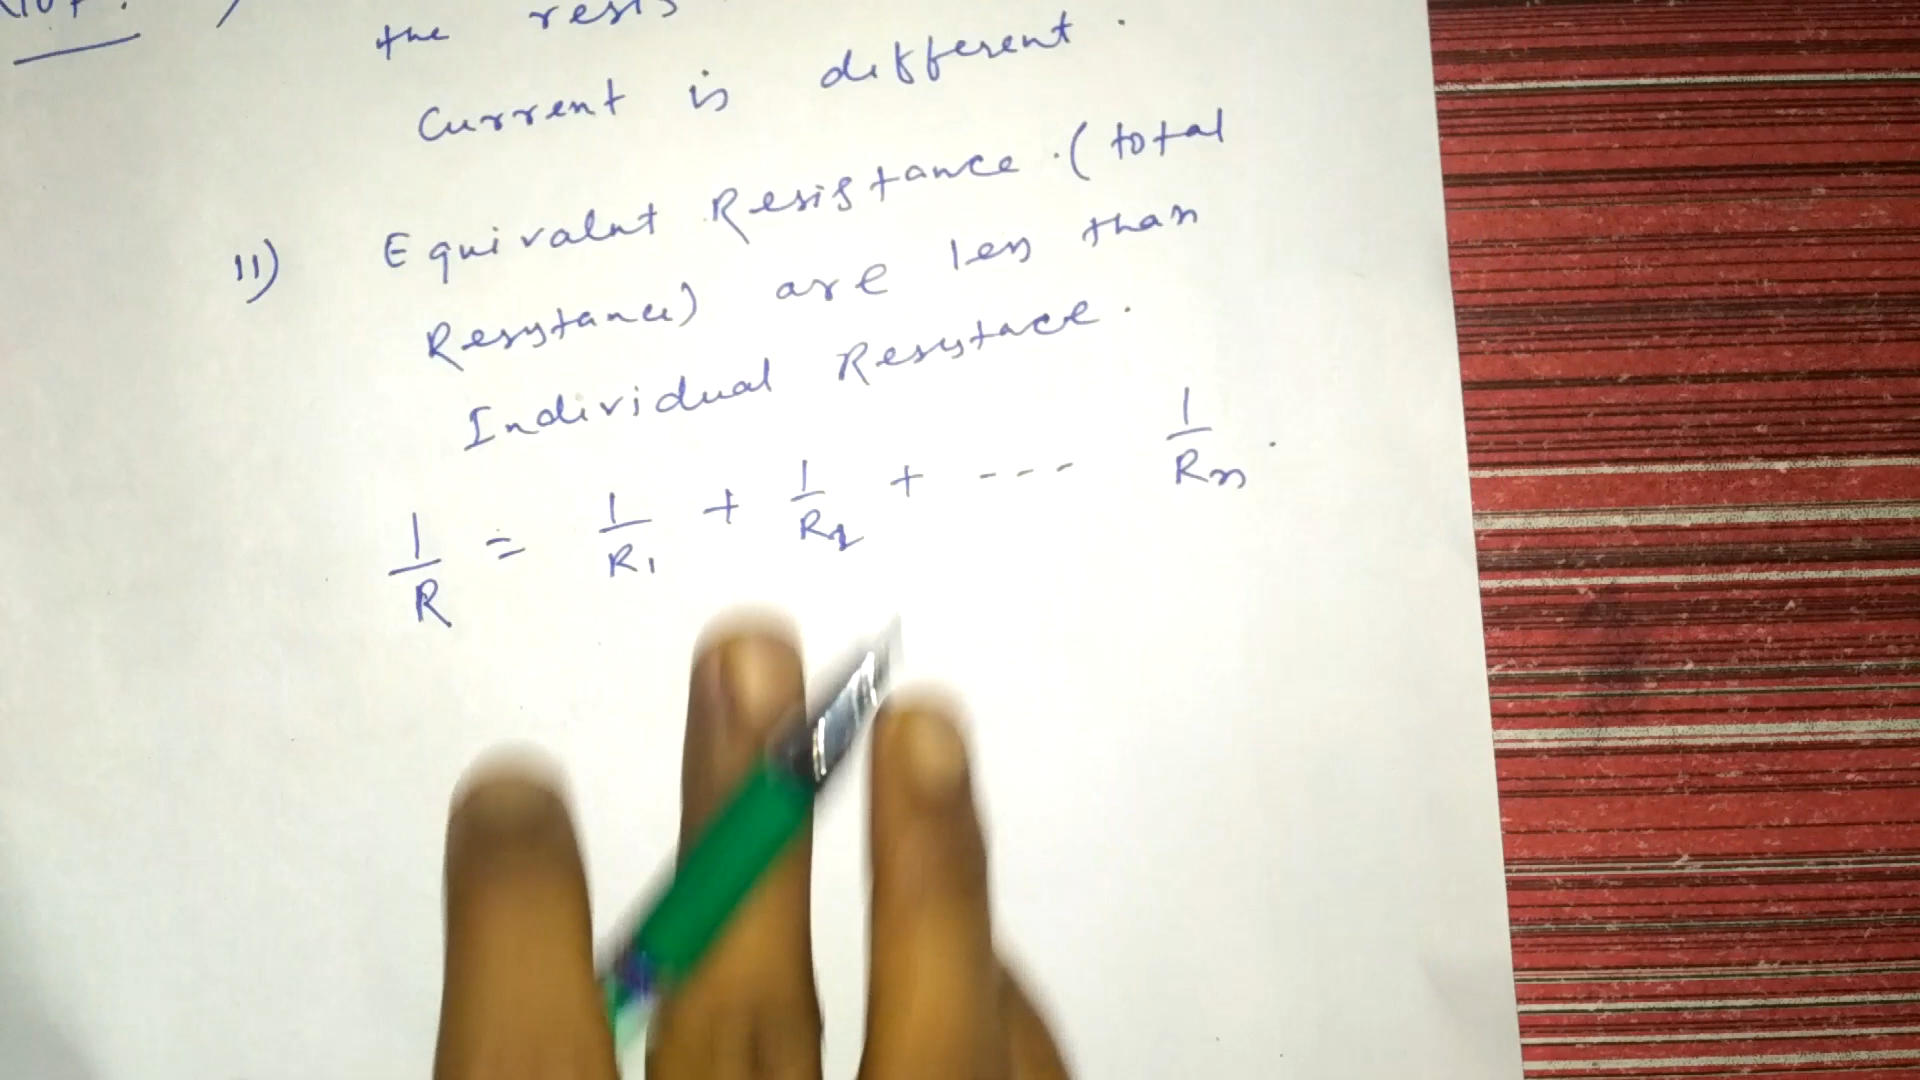 the
Current is different.
11) Equivalnt Resistance.(total
Resystance) are less than
Individual Resystace.
1/R = 1/R1 + 1/R2 + --- 1/Rn.